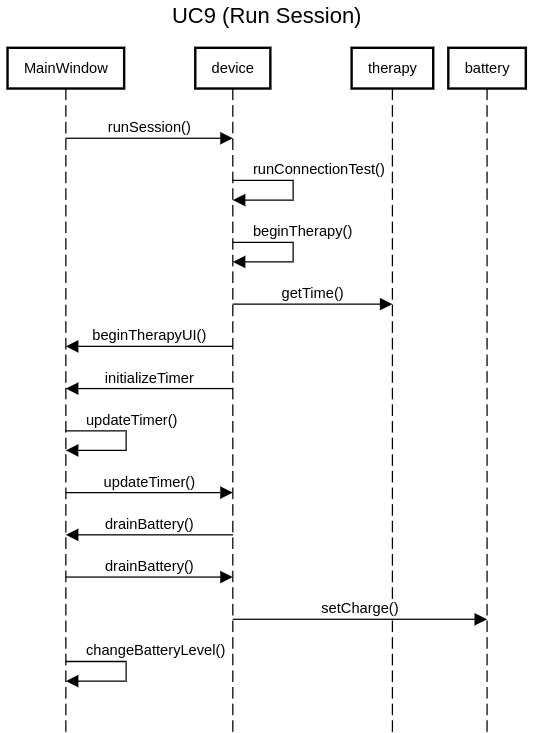 UC9 (Run Session)
MainWindow
device
therapy
battery
runSession()
runConnectionTest()
beginTherapy()
getTime()
beginTherapyUI()
initializeTimer
updateTimer()
updateTimer()
drainBattery()
drainBattery()
setCharge()
changeBatteryLevel()